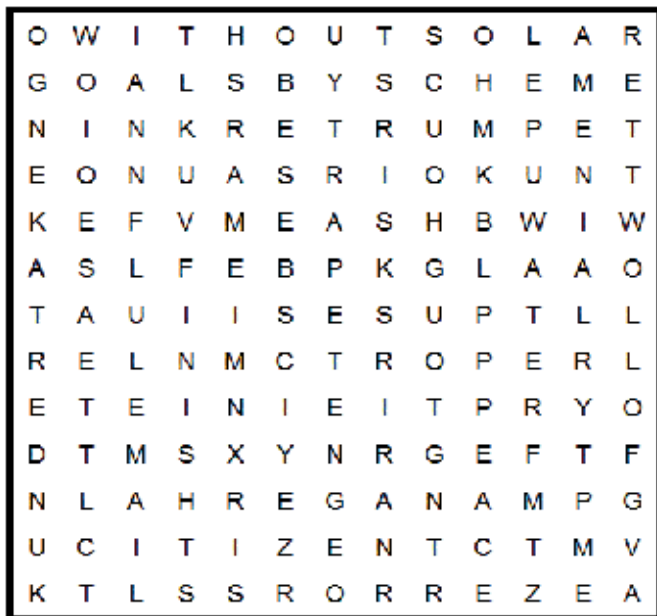 O W I T H O U T S O L A R
G O A L S B Y S C H E M E
N I N K R E T R U M P E T
E O N U A S R I O K U N T
K E F V M E A S H B W I W
A S L F E B P K G L A A O
T A U I I S E S U P T L L
R E L N M C T R O P E R L
E T E I N I E I T P R Y O
D T M S X Y N R G E F T F
N L A H R E G A N A M P G
U C I T I Z E N T C T M V
K T L S S R O R R E Z E A